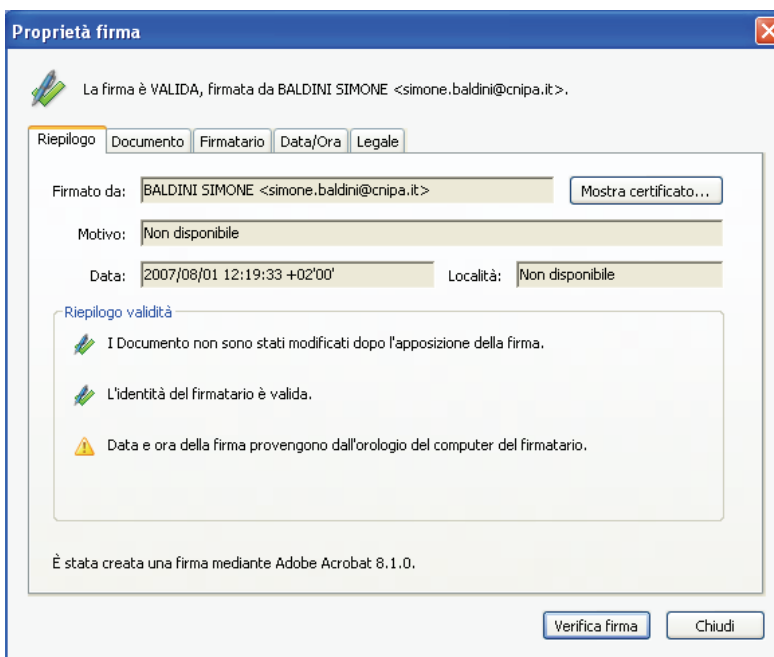 Proprietà firma
La firma è VALIDA, firmata da BALDINI SIMONE <simone.baldini@cnipa.it>.
Riepilogo Documento Firmatario Data/Ora Legale
Firmato da: BALDINI SIMONE <simone.baldini@cnipa.it> Mostra certificato...
Motivo: Non disponibile
Data: 2007/08/01 12:19:33 +02'00' Località: Non disponibile
Riepilogo validità
I Documento non sono stati modificati dopo l'apposizione della firma.
L'identità del firmatario è valida.
Data e ora della firma provengono dall'orologio del computer del firmatario.
È stata creata una firma mediante Adobe Acrobat 8.1.0.
Verifica firma Chiudi